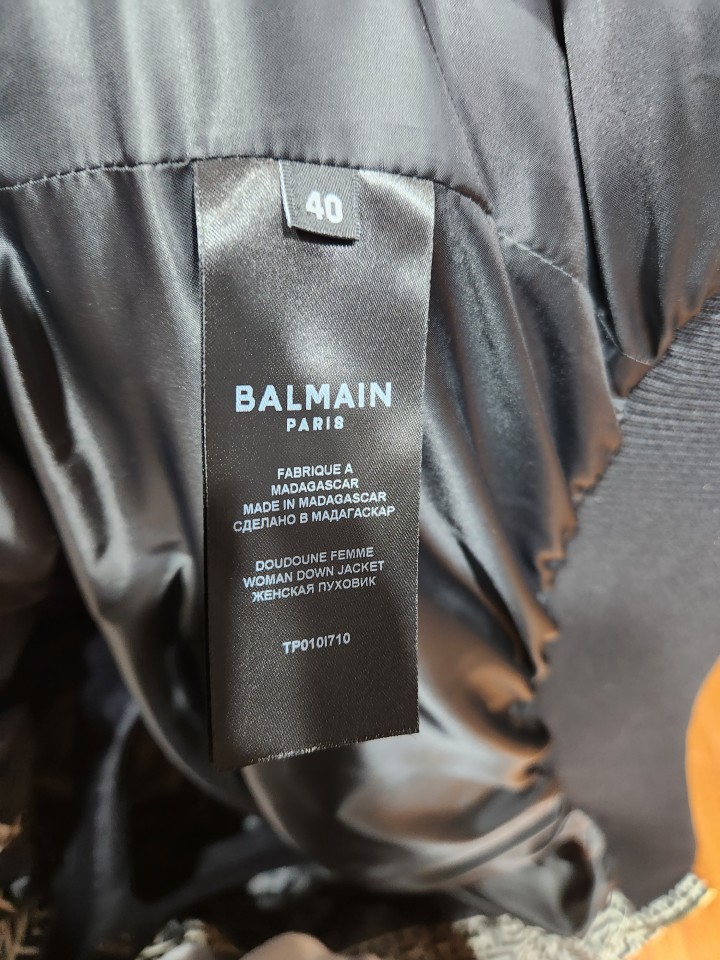 40
BALMAIN
PARIS
FABRIQUE A
MADAGASCAR
MADE IN MADAGASCAR
СДЕЛАНО В МАДАГАСКАР
DOUDOUNE FEMME
WOMAN DOWN JACKET
ЖЕНСКАЯ ПУХОВИК
TP010I710